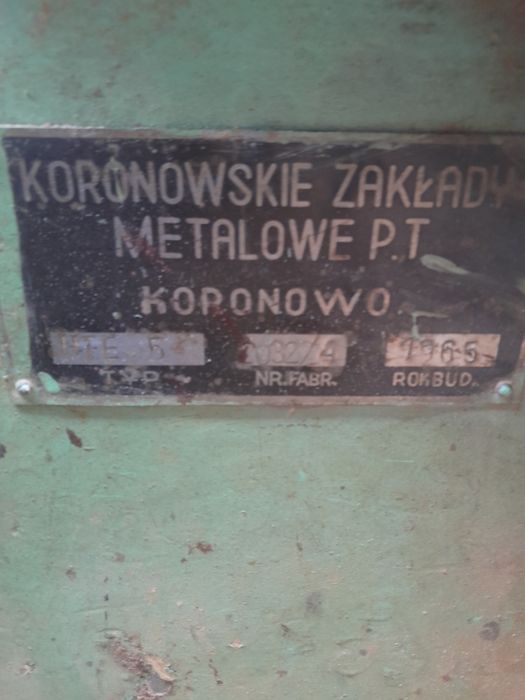 KORONOWSKIE ZAKŁADY
METALOWE P.T
KORONOWO
1965
TYP NR.FABR. ROK BUD.